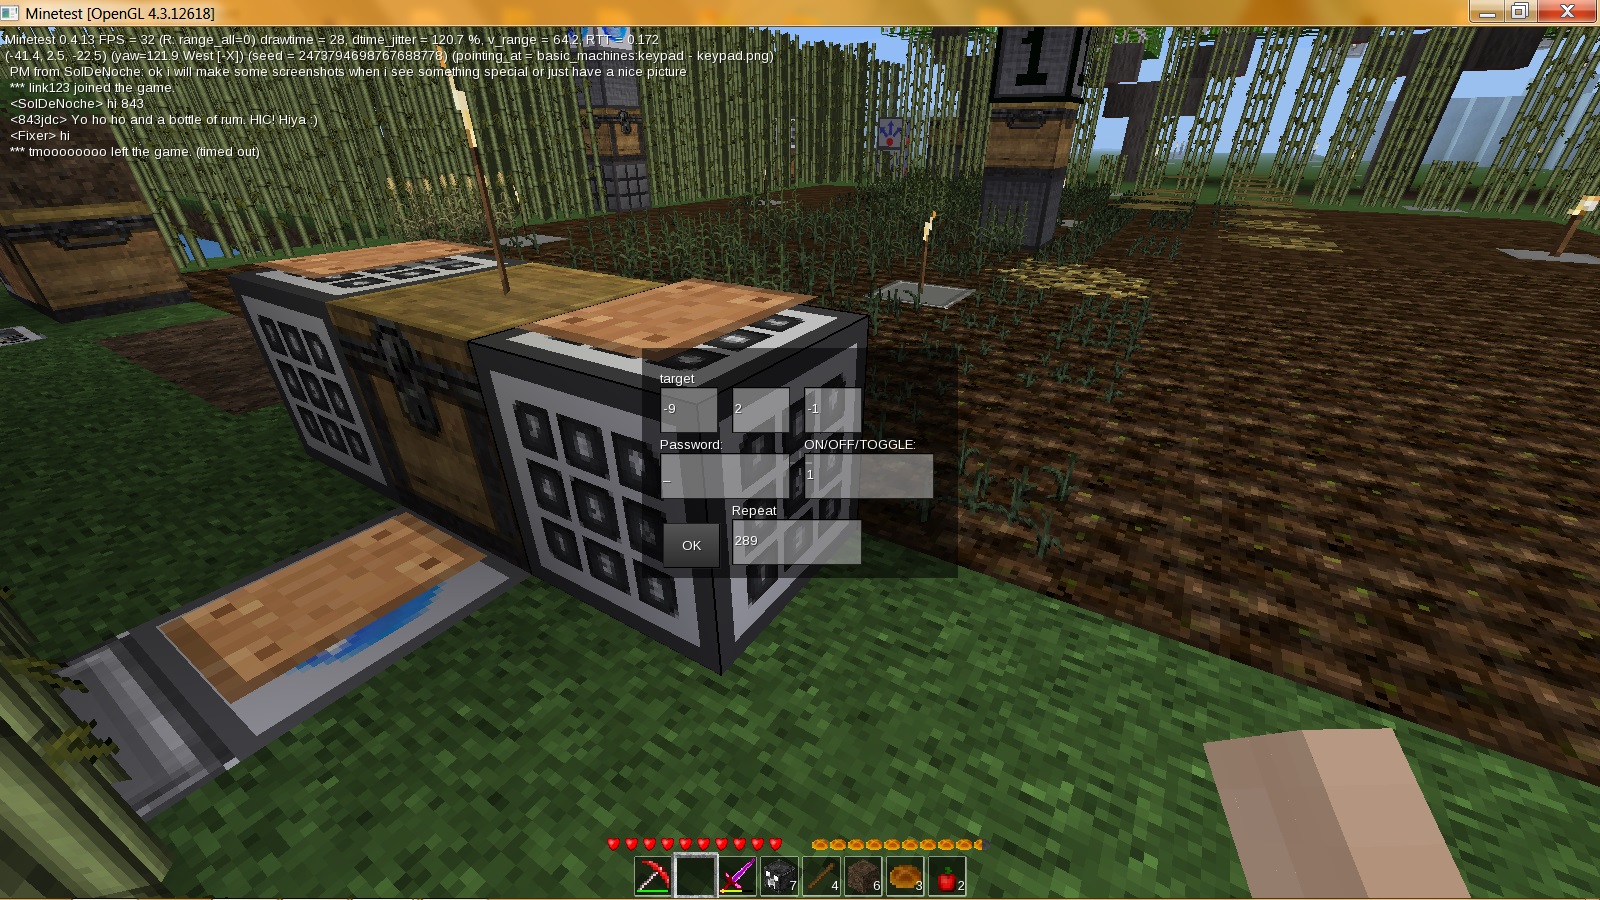 Minetest [OpenGL 4.3.12618]
Minetest 0.4.13 FPS = 32 (R: range_all=0) drawtime = 28, dtime_jitter = 120.7 %, v_range = 64.2, RTT = 0.172
(-41.4, 2.5, -22.5) (yaw=121.9 West [-X]) (seed = 2473794698767688778) (pointing_at = basic_machines:keypad - keypad.png)
PM from SolDeNoche: ok i will make some screenshots when i see something special or just have a nice picture
*** link123 joined the game.
<SolDeNoche> hi 843
<843jdc> Yo ho ho and a bottle of rum. HIC! Hiya :)
<Fixer> hi
*** tmoooooooo left the game. (timed out)
1
target
-9 2 -1
Password: ON/OFF/TOGGLE:
_ 1
Repeat
OK 289
7 4 6 3 2